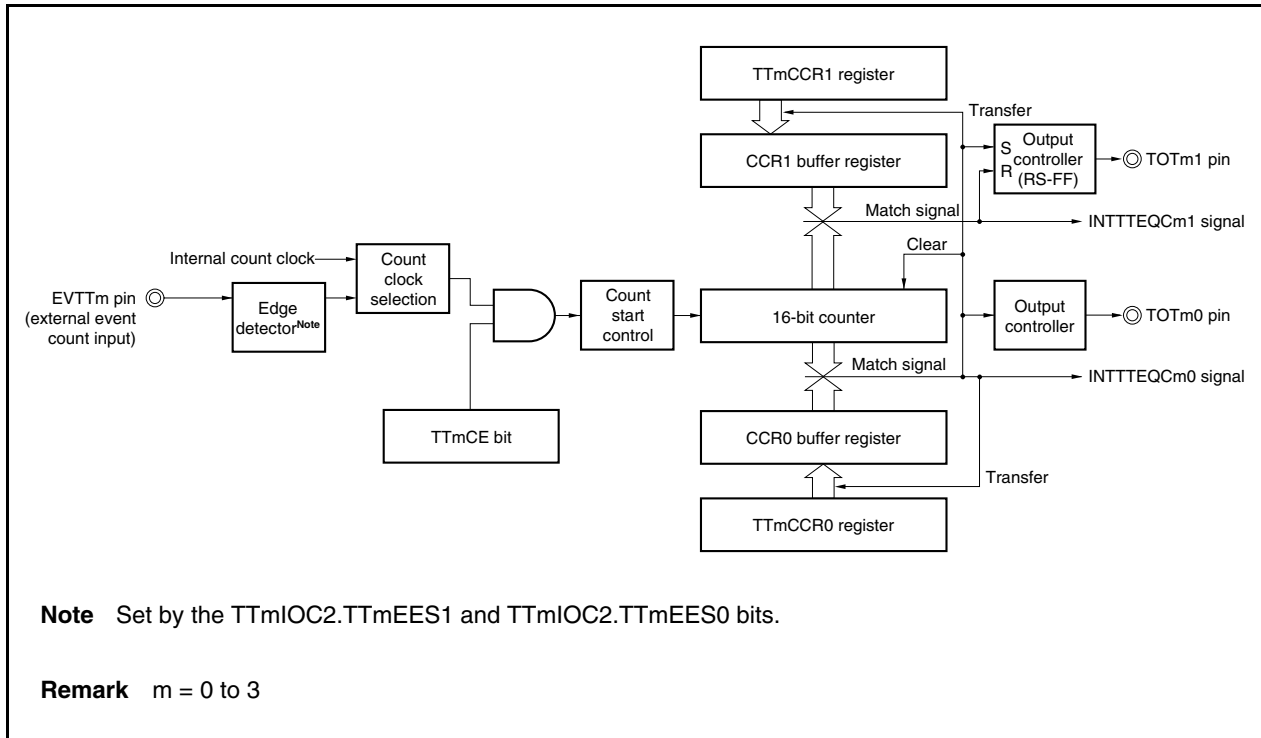 TTmCCR1 register
Transfer
CCR1 buffer register
S
R
Output
controller
(RS-FF)
TOTm1 pin
Match signal
INTTTEQCm1 signal
Clear
Internal count clock
Count
clock
selection
EVTTm pin
(external event
count input)
Edge
detectorNote
Count
start
control
16-bit counter
Output
controller
TOTm0 pin
Match signal
INTTTEQCm0 signal
TTmCE bit
CCR0 buffer register
Transfer
TTmCCR0 register
Note Set by the TTmIOC2.TTmEES1 and TTmIOC2.TTmEES0 bits.
Remark m = 0 to 3